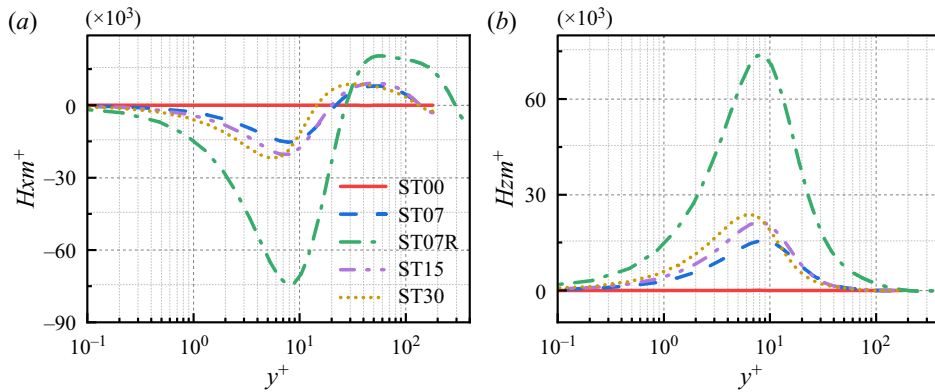 (a)
(×10³)
0
−30
−60
−90
10⁻¹
10⁰
10¹
10²
y⁺
Hxm⁺
ST00
ST07
ST07R
ST15
ST30
(b)
(×10³)
60
30
0
10⁻¹
10⁰
10¹
10²
y⁺
Hzm⁺